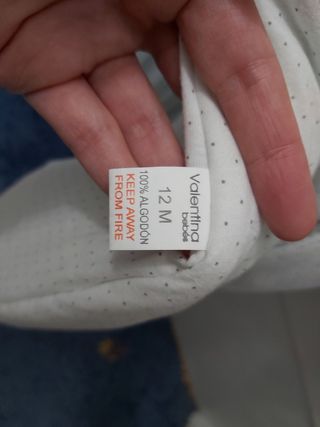 valentina
bebés
12 M
100% ALGODÓN
KEEP AWAY
FROM FIRE